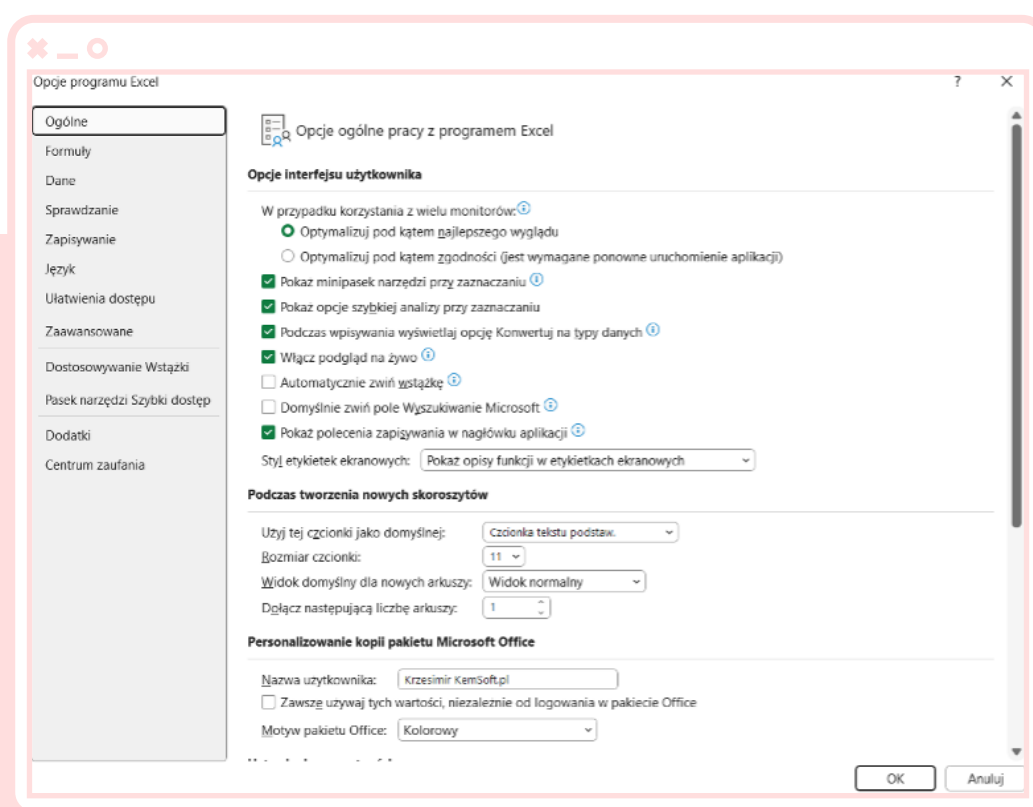 Opcje programu Excel
Ogólne
Formuły
Dane
Sprawdzanie
Zapisywanie
Język
Ułatwienia dostępu
Zaawansowane
Dostosowywanie Wstążki
Pasek narzędzi Szybki dostęp
Dodatki
Centrum zaufania
Opcje ogólne pracy z programem Excel
Opcje interfejsu użytkownika
W przypadku korzystania z wielu monitorów:
Optymalizuj pod kątem najlepszego wyglądu
Optymalizuj pod kątem zgodności (jest wymagane ponowne uruchomienie aplikacji)
Pokaż minipasek narzędzi przy zaznaczaniu
Pokaż opcje szybkiej analizy przy zaznaczaniu
Podczas wpisywania wyświetlaj opcję Konwertuj na typy danych
Włącz podgląd na żywo
Automatycznie zwiń wstążkę
Domyślnie zwiń pole Wyszukiwanie Microsoft
Pokaż polecenia zapisywania w nagłówku aplikacji
Styl etykietek ekranowych: Pokaż opisy funkcji w etykietkach ekranowych
Podczas tworzenia nowych skoroszytów
Użyj tej czcionki jako domyślnej: Czcionka tekstu podstaw.
Rozmiar czcionki: 11
Widok domyślny dla nowych arkuszy: Widok normalny
Dołącz następującą liczbę arkuszy: 1
Personalizowanie kopii pakietu Microsoft Office
Nazwa użytkownika: Krzesimir KemSoft.pl
Zawsze używaj tych wartości, niezależnie od logowania w pakiecie Office
Motyw pakietu Office: Kolorowy
OK Anuluj